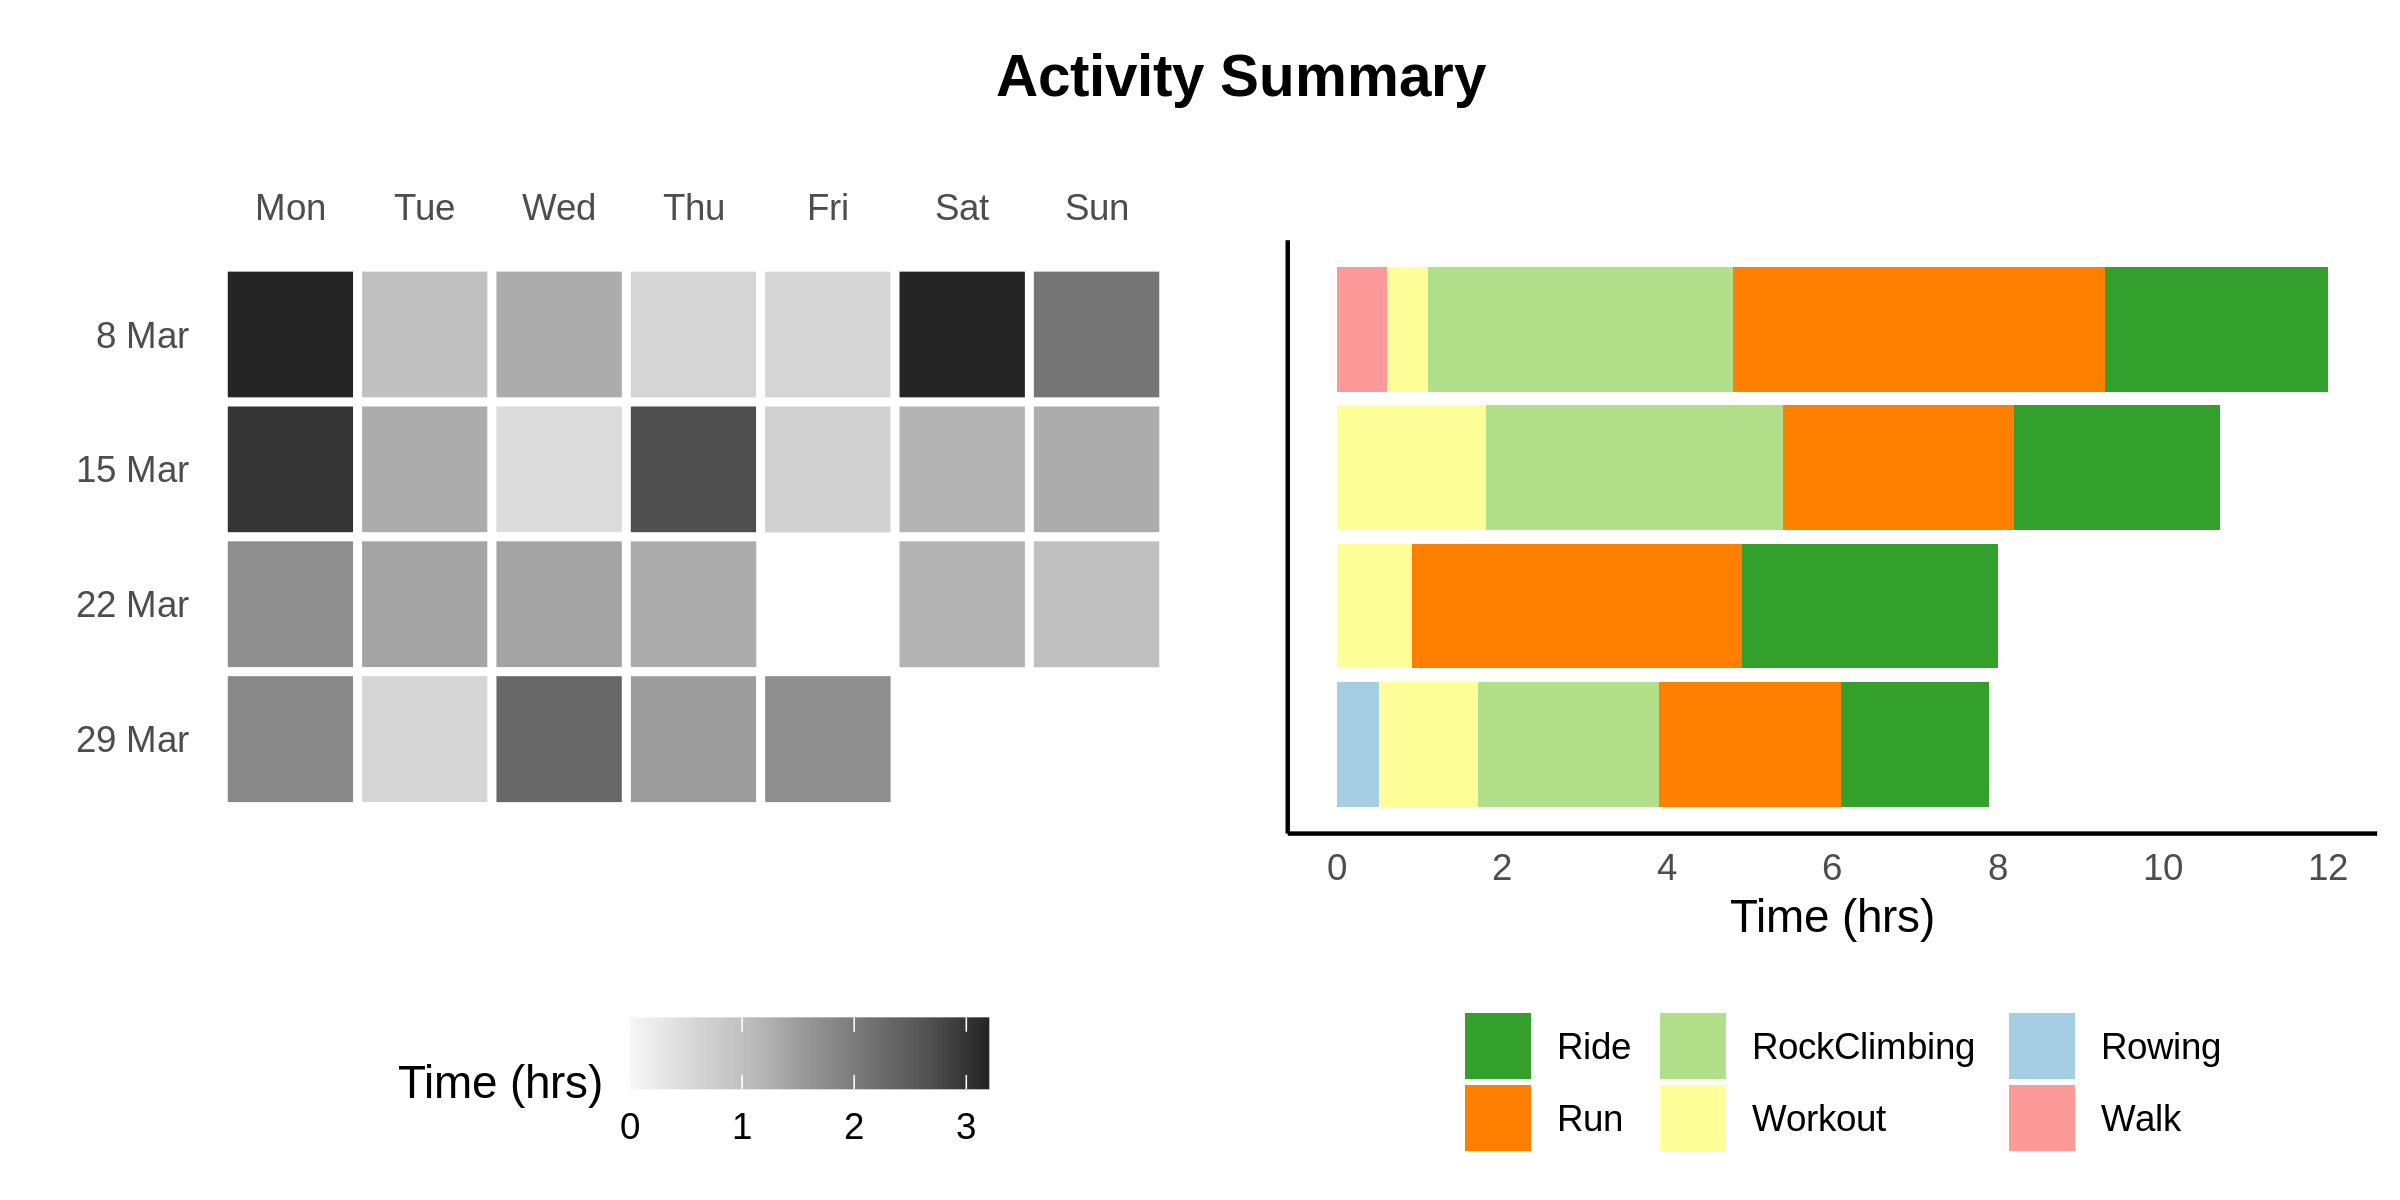 Activity Summary
Mon Tue Wed Thu Fri Sat Sun
8 Mar
15 Mar
22 Mar
29 Mar
0 2 4 6 8 10 12
Time (hrs)
Time (hrs)
0 1 2 3
Ride RockClimbing Rowing
Run Workout Walk